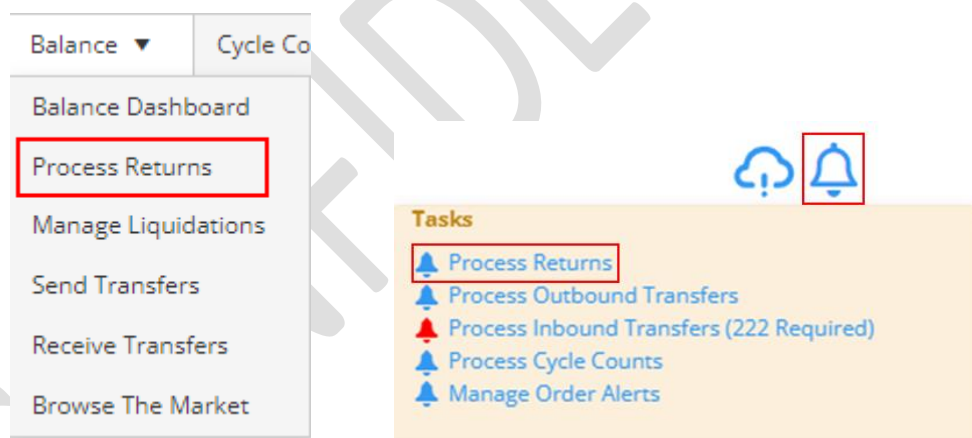 Balance ▼
Cycle Co
Balance Dashboard
Process Returns
Manage Liquidations
Send Transfers
Receive Transfers
Browse The Market
Tasks
Process Returns
Process Outbound Transfers
Process Inbound Transfers (222 Required)
Process Cycle Counts
Manage Order Alerts